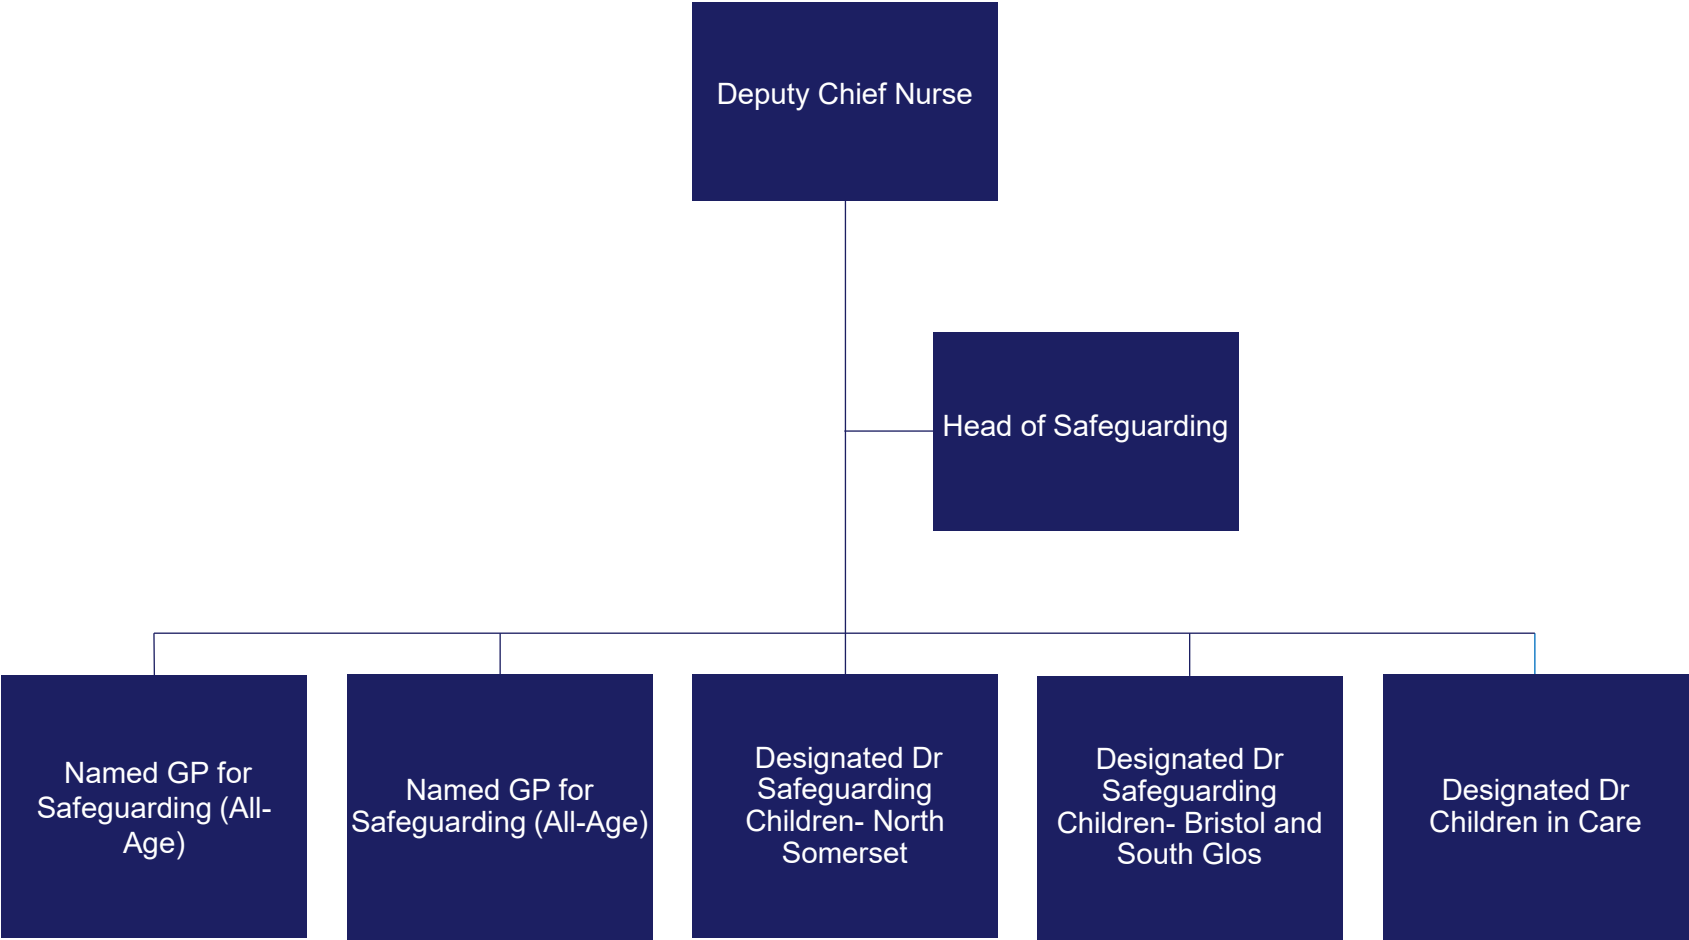 Deputy Chief Nurse
Head of Safeguarding
Named GP for
Safeguarding (All-
Age)
Named GP for
Safeguarding (All-Age)
Designated Dr
Safeguarding
Children- North
Somerset
Designated Dr
Safeguarding
Children- Bristol and
South Glos
Designated Dr
Children in Care